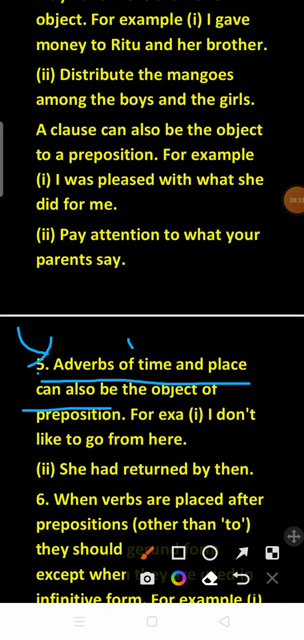 object. For example (i) I gave
money to Ritu and her brother.
(ii) Distribute the mangoes
among the boys and the girls.
A clause can also be the object
to a preposition. For example
(i) I was pleased with what she
did for me.
(ii) Pay attention to what your
parents say.
5. Adverbs of time and place
can also be the object of
preposition. For exa (i) I don't
like to go from here.
(ii) She had returned by then.
6. When verbs are placed after
prepositions (other than 'to')
they should
except when
infinitive form. For example (i)